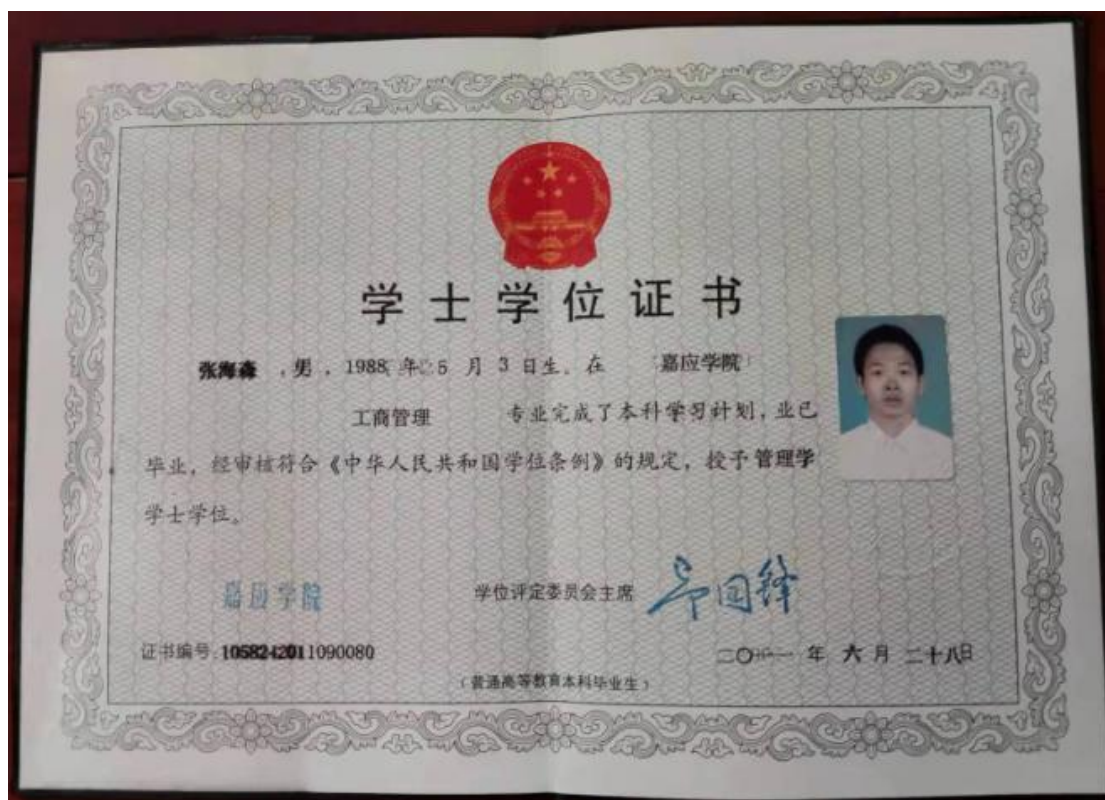 学士学位证书
张海森，男，1988年5月3日生。在嘉应学院
工商管理 专业完成了本科学习计划，业已
毕业，经审核符合《中华人民共和国学位条例》的规定，授予管理学
学士学位。
嘉应学院 学位评定委员会主席
证书编号 1058242011090080 二〇一一年六月二十八日
（普通高等教育本科毕业生）